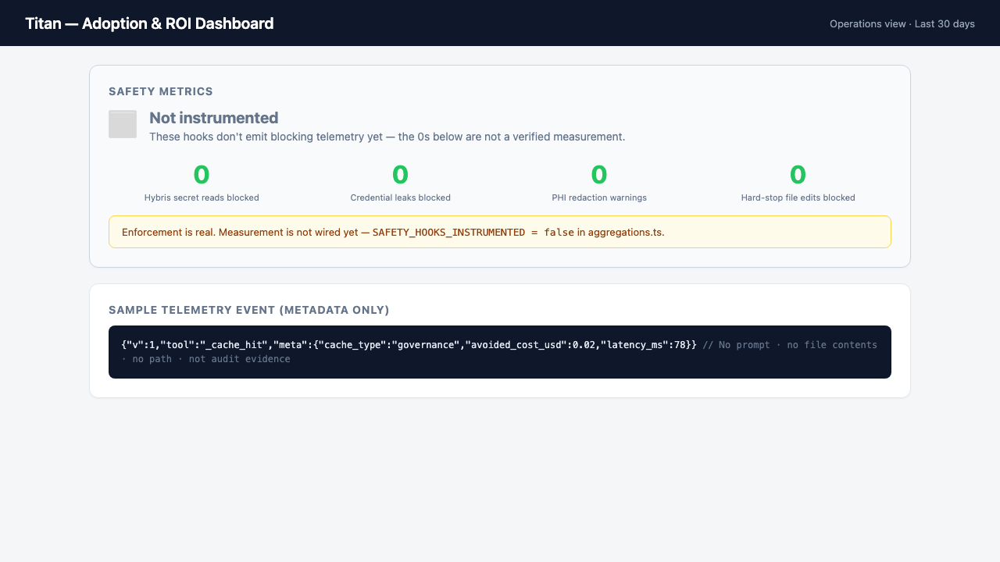 Titan — Adoption & ROI Dashboard
Operations view · Last 30 days
SAFETY METRICS
Not instrumented
These hooks don't emit blocking telemetry yet — the 0s below are not a verified measurement.
0 0 0 0
Hybris secret reads blocked Credential leaks blocked PHI redaction warnings Hard-stop file edits blocked
Enforcement is real. Measurement is not wired yet — SAFETY_HOOKS_INSTRUMENTED = false in aggregations.ts.
SAMPLE TELEMETRY EVENT (METADATA ONLY)
{"v":1,"tool":"_cache_hit","meta":{"cache_type":"governance","avoided_cost_usd":0.02,"latency_ms":78}} // No prompt · no file contents
· no path · not audit evidence